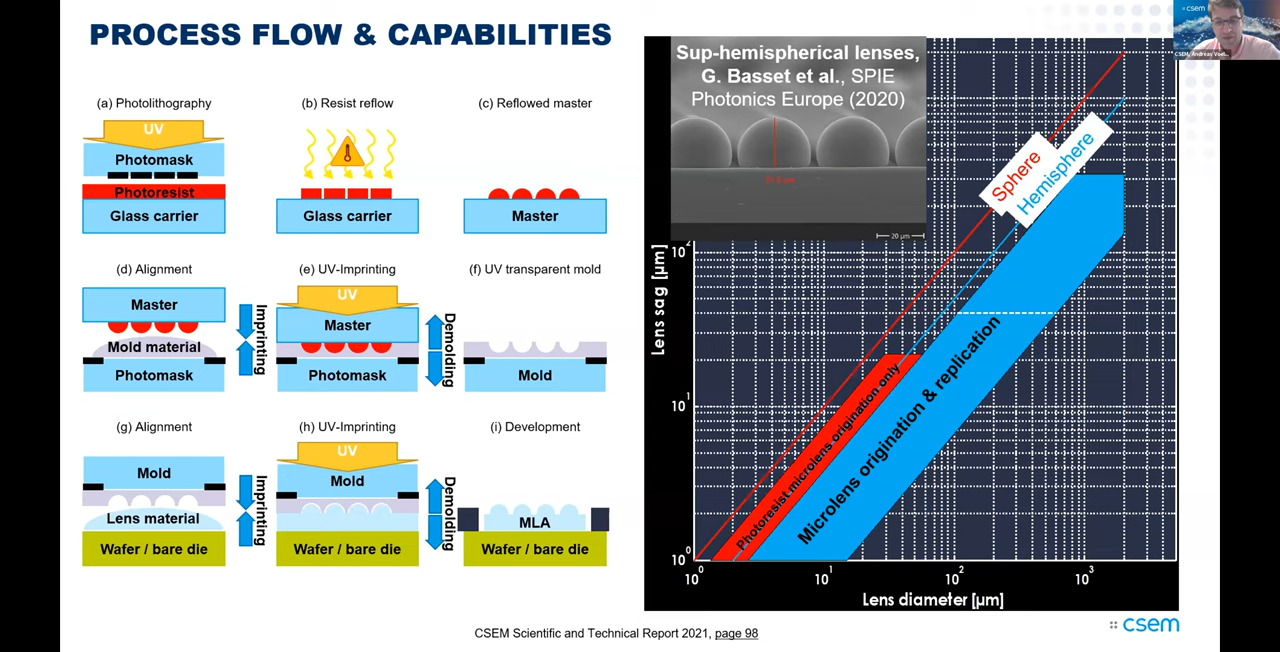 PROCESS FLOW & CAPABILITIES
(a) Photolithography
UV
Photomask
Photoresist
Glass carrier
(b) Resist reflow
Glass carrier
(c) Reflowed master
Master
(d) Alignment
Master
Mold material
Photomask
Imprinting
(e) UV-Imprinting
UV
Master
Photomask
Demolding
(f) UV transparent mold
Mold
(g) Alignment
Mold
Lens material
Wafer / bare die
Imprinting
(h) UV-Imprinting
UV
Mold
Wafer / bare die
Demolding
(i) Development
MLA
Wafer / bare die
Sup-hemispherical lenses,
G. Basset et al., SPIE
Photonics Europe (2020)
20 µm
Sphere
Hemisphere
Photoresist microlens origination only
Microlens origination & replication
Lens sag [µm]
10²
10¹
10⁰
10⁰
10¹
10²
10³
Lens diameter [µm]
CSEM Scientific and Technical Report 2021, page 98
csem
csem
CSEM, Andreas